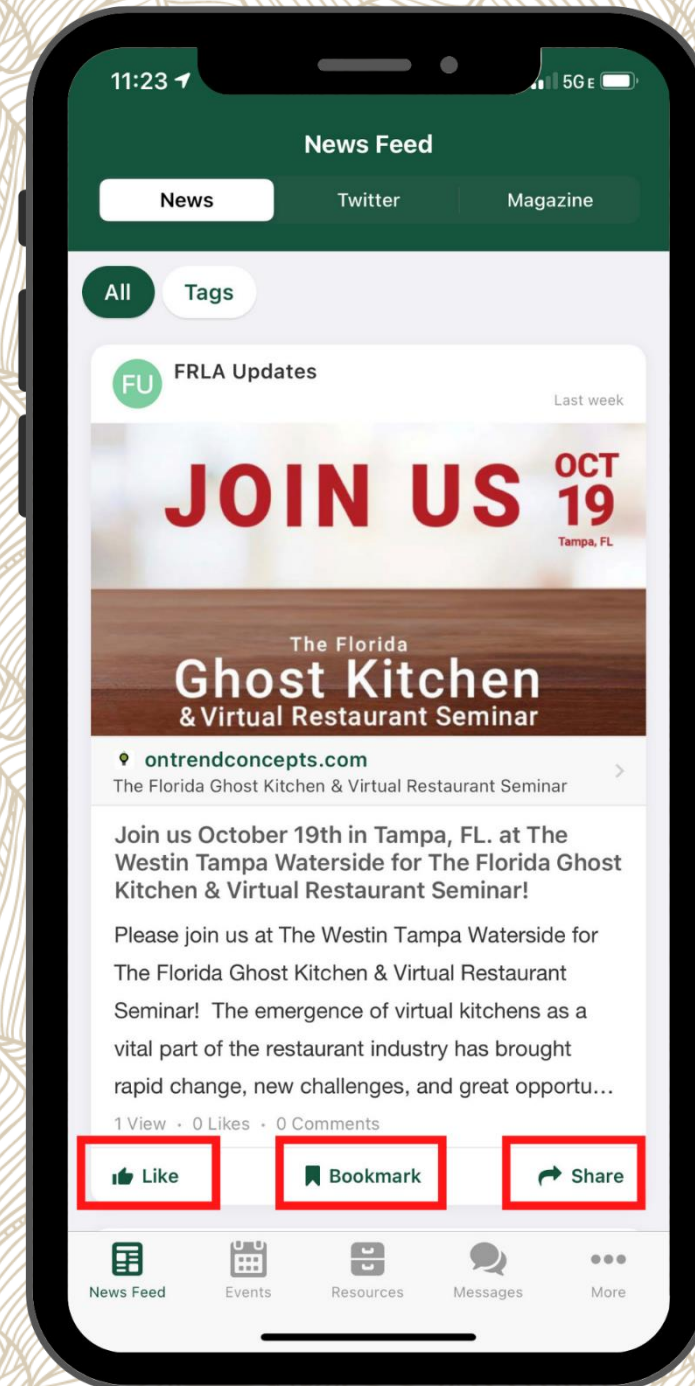 11:23
5G E
News Feed
News Twitter Magazine
All Tags
FU
FRLA Updates
Last week
JOIN US
OCT
19
Tampa, FL
The Florida
Ghost Kitchen
& Virtual Restaurant Seminar
ontrendconcepts.com
The Florida Ghost Kitchen & Virtual Restaurant Seminar
Join us October 19th in Tampa, FL. at The
Westin Tampa Waterside for The Florida Ghost
Kitchen & Virtual Restaurant Seminar!
Please join us at The Westin Tampa Waterside for
The Florida Ghost Kitchen & Virtual Restaurant
Seminar!  The emergence of virtual kitchens as a
vital part of the restaurant industry has brought
rapid change, new challenges, and great opportu...
1 View · 0 Likes · 0 Comments
Like Bookmark Share
News Feed Events Resources Messages More